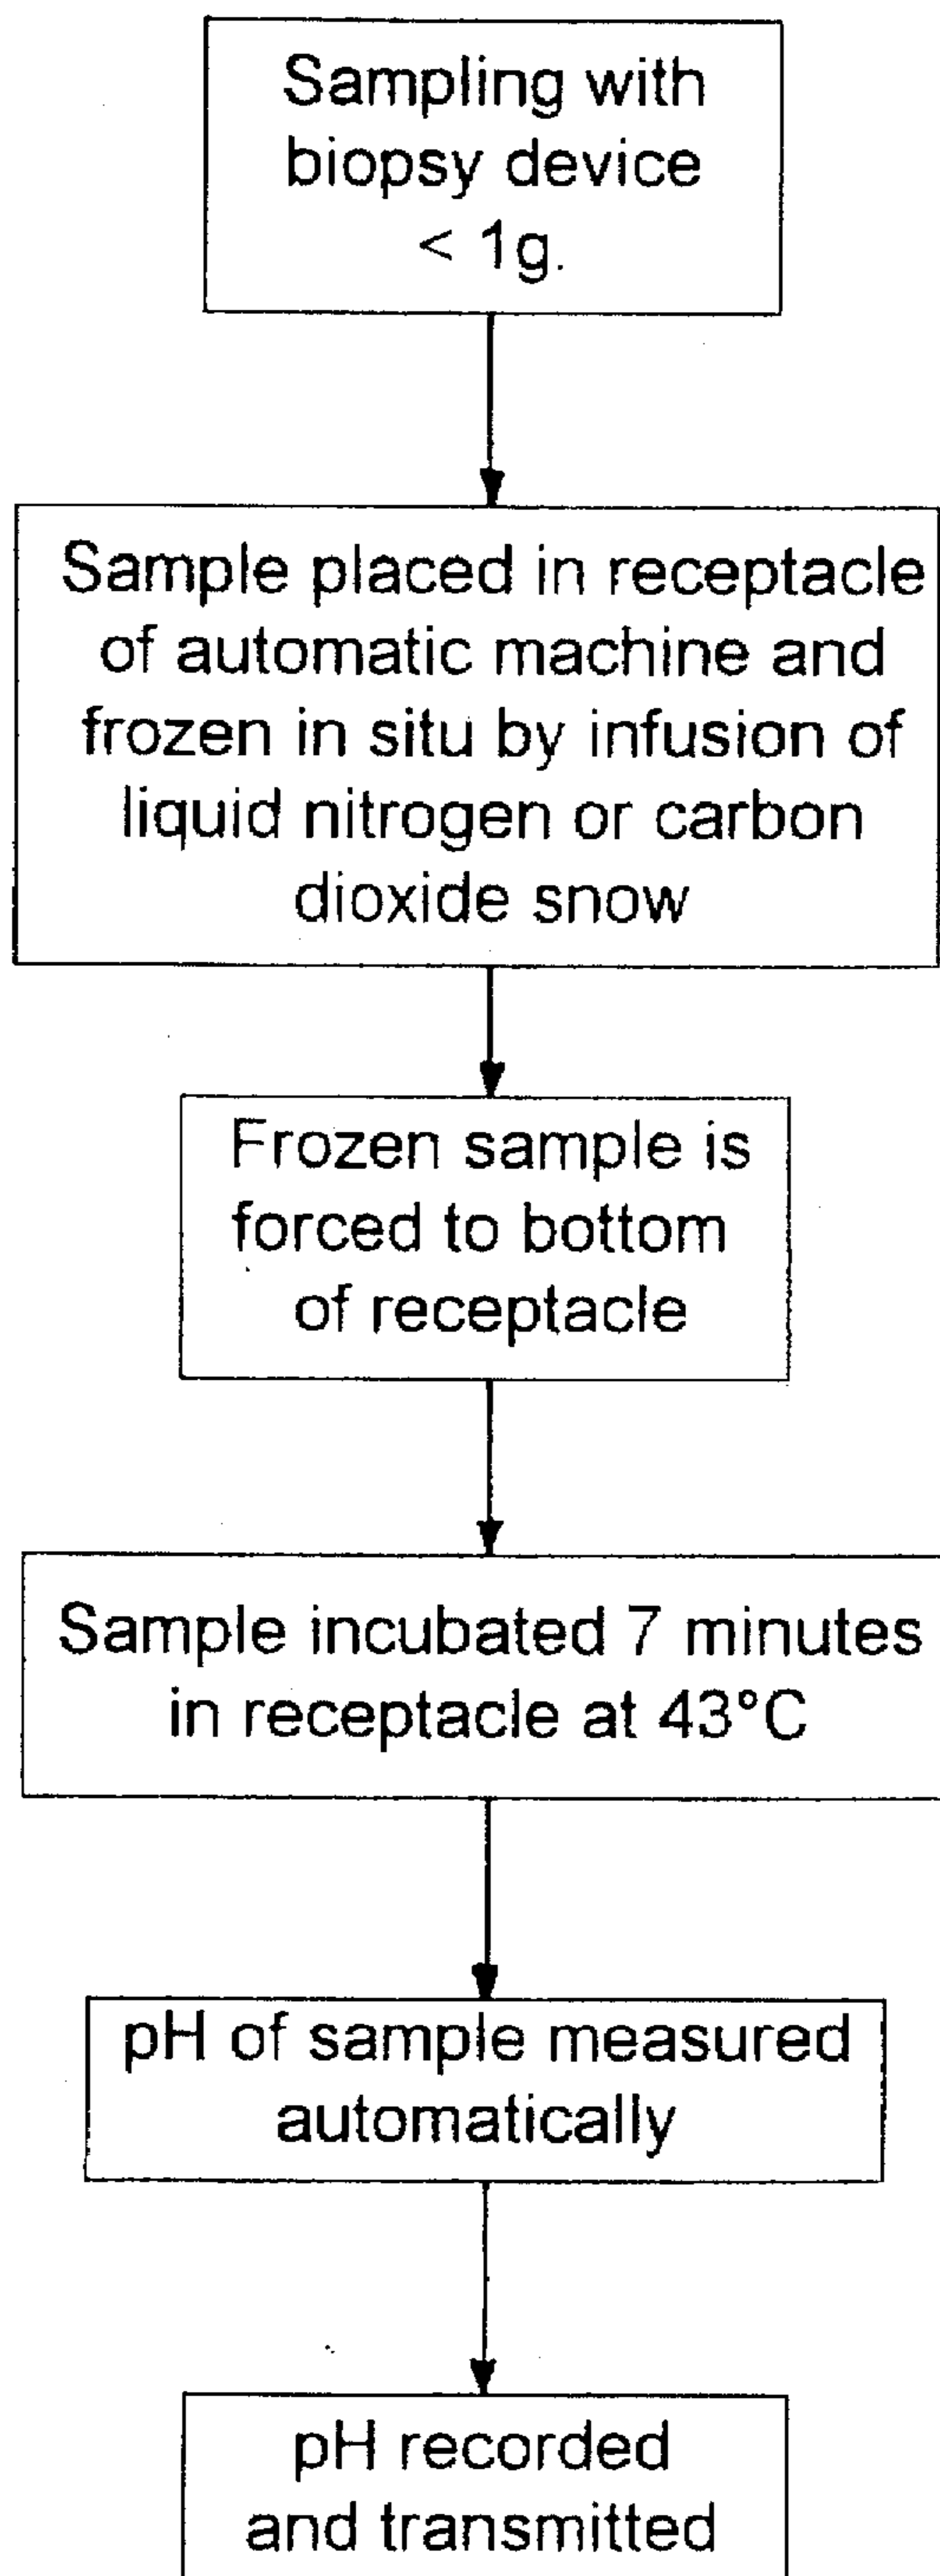 Sampling with
biopsy device
< 1g.
Sample placed in receptacle
of automatic machine and
frozen in situ by infusion of
liquid nitrogen or carbon
dioxide snow
Frozen sample is
forced to bottom
of receptacle
Sample incubated 7 minutes
in receptacle at 43°C
pH of sample measured
automatically
pH recorded
and transmitted